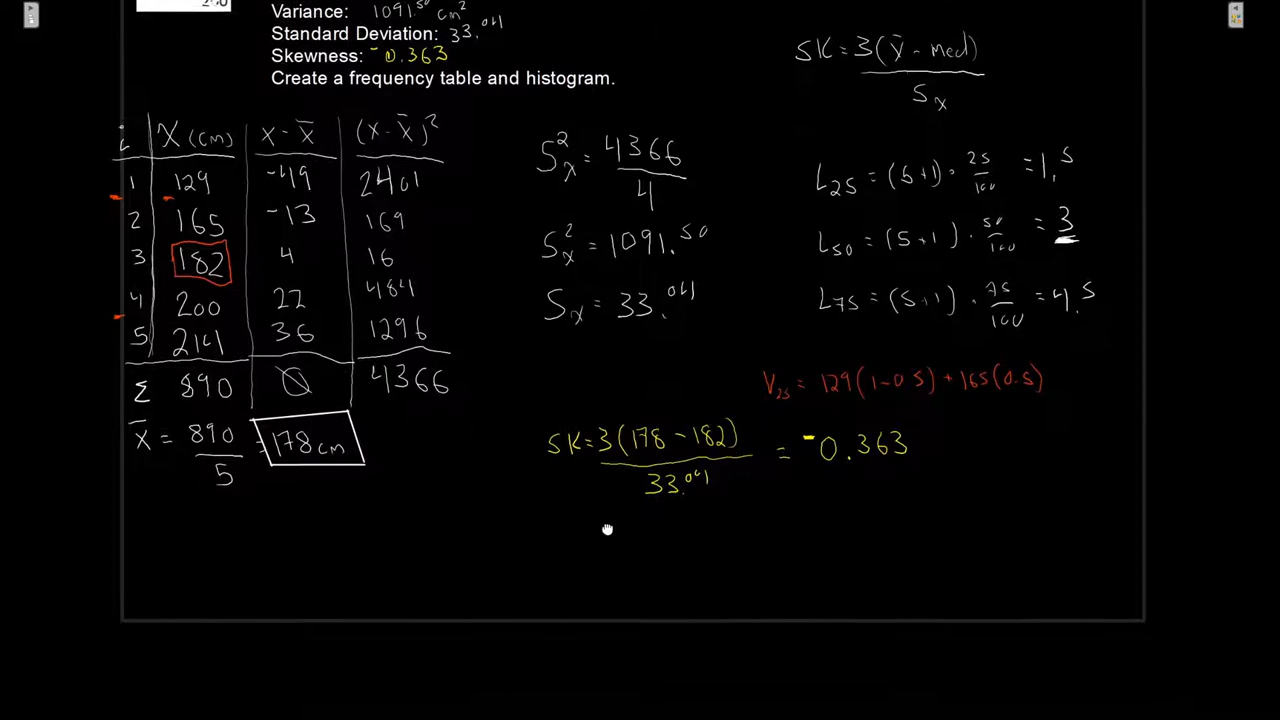 Variance: 1091.50 cm²
Standard Deviation: 33.041
Skewness: -0.363
Create a frequency table and histogram.
SK = 3(x̄ - med)
Sx
i X (cm) x - x̄ (x - x̄)²
1 129 -49 2401
2 165 -13 169
3 182 4 16
4 200 22 484
5 214 36 1296
Σ 890 0 4366
x̄ = 890 = 178 cm
5
S²x = 4366
4
S²x = 1091.50
Sx = 33.041
L25 = (5+1) · 25/100 = 1.5
L50 = (5+1) · 50/100 = 3
L75 = (5+1) · 75/100 = 4.5
V25 = 129(1-0.5) + 165(0.5)
SK = 3(178 - 182) = -0.363
33.041